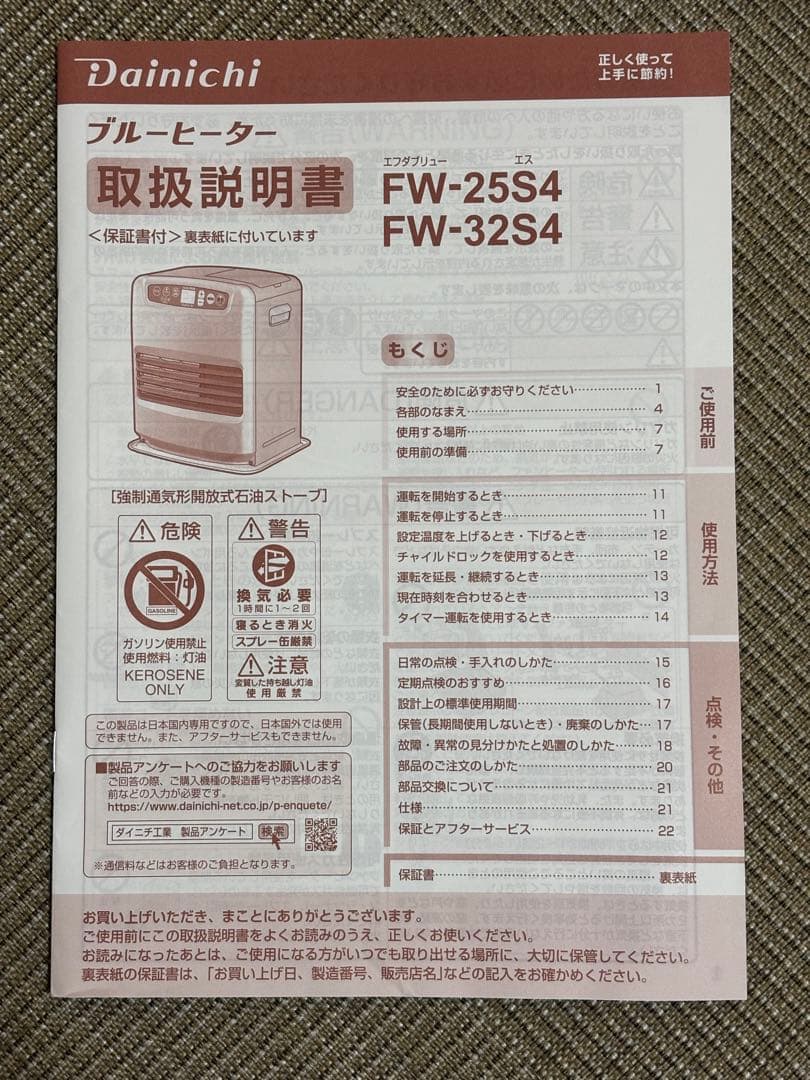 Dainichi
正しく使って
上手に節約!
ブルーヒーター
取扱説明書
<保証書付>裏表紙に付いています
エフダブリュー エス
FW-25S4
FW-32S4
[強制通気形開放式石油ストーブ]
危険
GASOLINE
ガソリン使用禁止
使用燃料:灯油
KEROSENE
ONLY
警告
換気必要
1時間に1~2回
寝るとき消火
スプレー缶厳禁
注意
変質した持ち越し灯油
使用厳禁
この製品は日本国内専用ですので、日本国外では使用
できません。また、アフターサービスもできません。
■製品アンケートへのご協力をお願いします
ご回答の際、ご購入機種の製造番号やお客様のお名
前などの入力が必要です。
https://www.dainichi-net.co.jp/p-enquete/
ダイニチ工業 製品アンケート 検索
※通信料などはお客様のご負担となります。
もくじ
ご使用前
安全のために必ずお守りください 1
各部のなまえ 4
使用する場所 7
使用前の準備 7
使用方法
運転を開始するとき 11
運転を停止するとき 11
設定温度を上げるとき・下げるとき 12
チャイルドロックを使用するとき 12
運転を延長・継続するとき 13
現在時刻を合わせるとき 13
タイマー運転を使用するとき 14
点検・その他
日常の点検・手入れのしかた 15
定期点検のおすすめ 16
設計上の標準使用期間 17
保管(長期間使用しないとき)・廃棄のしかた 17
故障・異常の見分けかたと処置のしかた 18
部品のご注文のしかた 20
部品交換について 21
仕様 21
保証とアフターサービス 22
保証書 裏表紙
お買い上げいただき、まことにありがとうございます。
ご使用前にこの取扱説明書をよくお読みのうえ、正しくお使いください。
お読みになったあとは、ご使用になる方がいつでも取り出せる場所に、大切に保管してください。
裏表紙の保証書は、「お買い上げ日、製造番号、販売店名」などの記入をお確かめください。